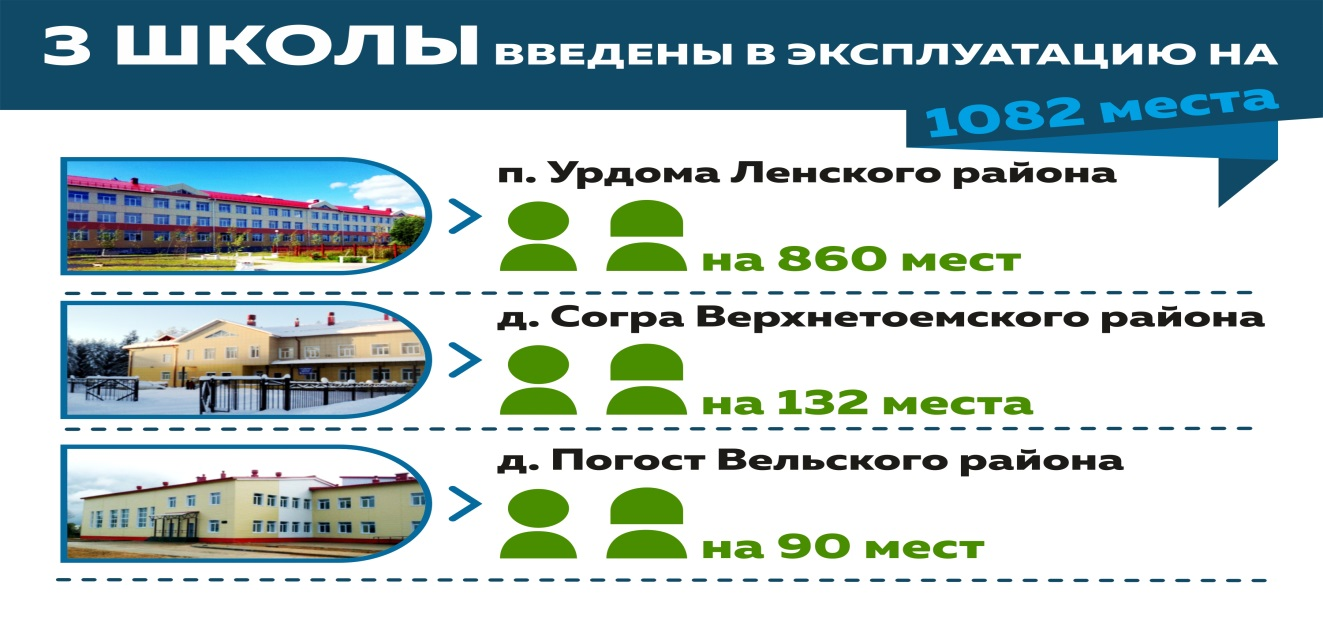 3 ШКОЛЫ ВВЕДЕНЫ В ЭКСПЛУАТАЦИЮ НА
1082 места
п. Урдома Ленского района
на 860 мест
д. Согра Верхнетоемского района
на 132 места
д. Погост Вельского района
на 90 мест